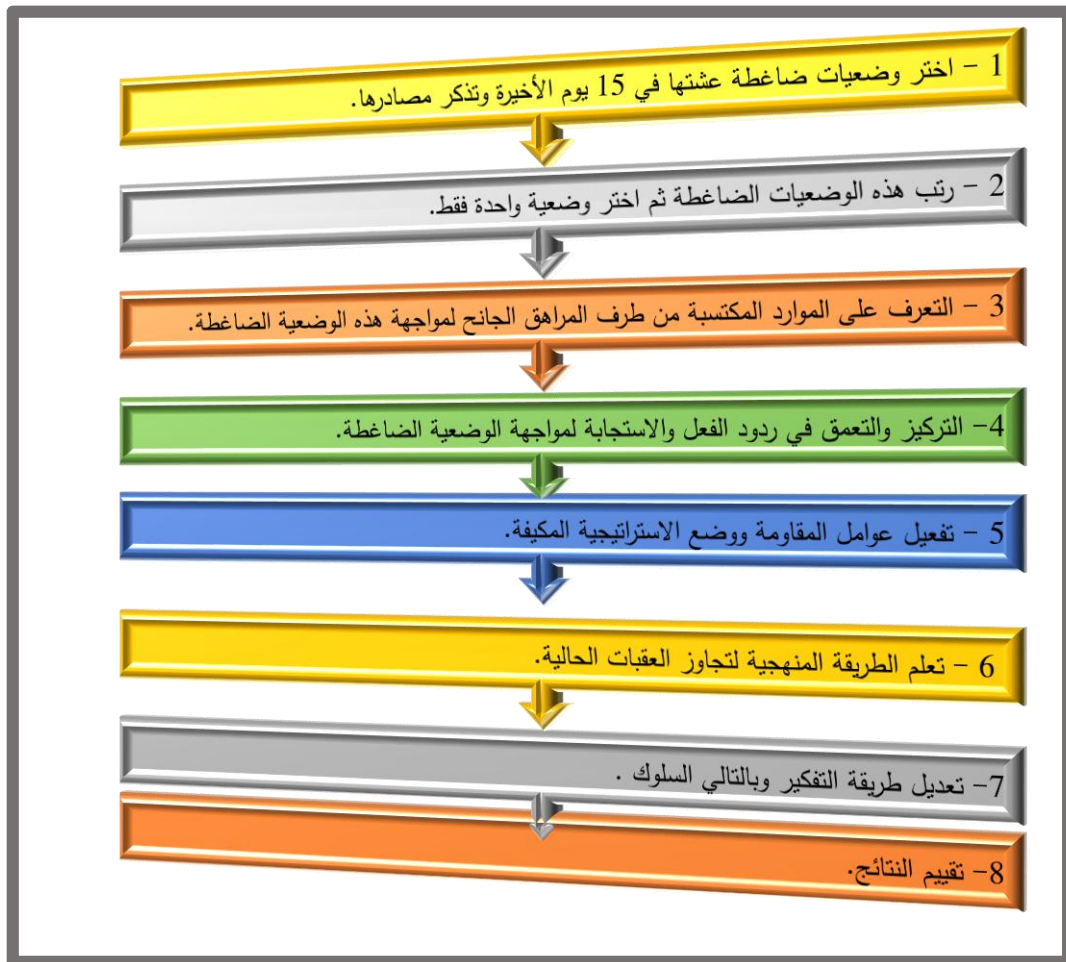 1 - اختر وضعيات ضاغطة عشتها في 15 يوم الأخيرة وتذكر مصادرها.
2 - رتب هذه الوضعيات الضاغطة ثم اختر وضعية واحدة فقط.
3 - التعرف على الموارد المكتسبة من طرف المراهق الجانح لمواجهة هذه الوضعية الضاغطة.
4- التركيز والتعمق في ردود الفعل والاستجابة لمواجهة الوضعية الضاغطة.
5 - تفعيل عوامل المقاومة ووضع الاستراتيجية المكيفة.
6 - تعلم الطريقة المنهجية لتجاوز العقبات الحالية.
7- تعديل طريقة التفكير وبالتالي السلوك .
8- تقييم النتائج.